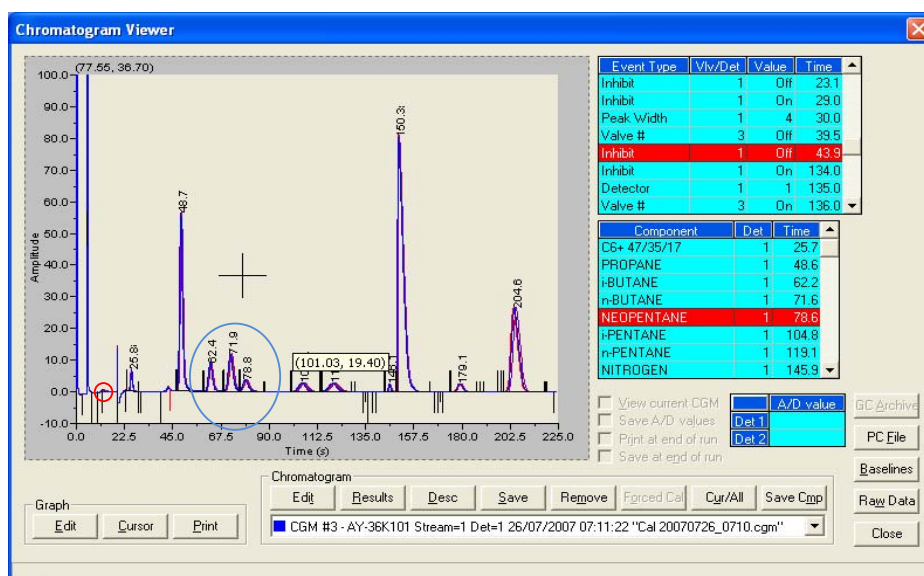 Chromatogram Viewer
(77.55, 36.70)
100.0
90.0
80.0
70.0
60.0
50.0
40.0
30.0
20.0
10.0
0.0
-10.0
Amplitude
25.8
48.7
62.4
71.9
78.8
(101.03, 19.40)
150.3
179.1
204.6
0.0 22.5 45.0 67.5 90.0 112.5 135.0 157.5 180.0 202.5 225.0
Time (s)
Event Type Vlv/Det Value Time
Inhibit 1 Off 23.1
Inhibit 1 On 29.0
Peak Width 1 4 30.0
Valve # 3 Off 39.5
Inhibit 1 Off 43.9
Inhibit 1 On 134.0
Detector 1 1 135.0
Valve # 3 On 136.0
Component Det Time
C6+ 47/35/17 1 25.7
PROPANE 1 48.6
i-BUTANE 1 62.2
n-BUTANE 1 71.6
NEOPENTANE 1 78.6
i-PENTANE 1 104.8
n-PENTANE 1 119.1
NITROGEN 1 145.9
View current CGM
Save A/D values
Print at end of run
Save at end of run
A/D value
Det 1
Det 2
GC Archive
PC File
Baselines
Raw Data
Close
Graph
Edit Cursor Print
Chromatogram
Edit Results Desc Save Remove Forced Cal Cur/All Save Cmp
CGM #3 - AY-36K101 Stream=1 Det=1 26/07/2007 07:11:22 "Cal 20070726_0710.cgm"